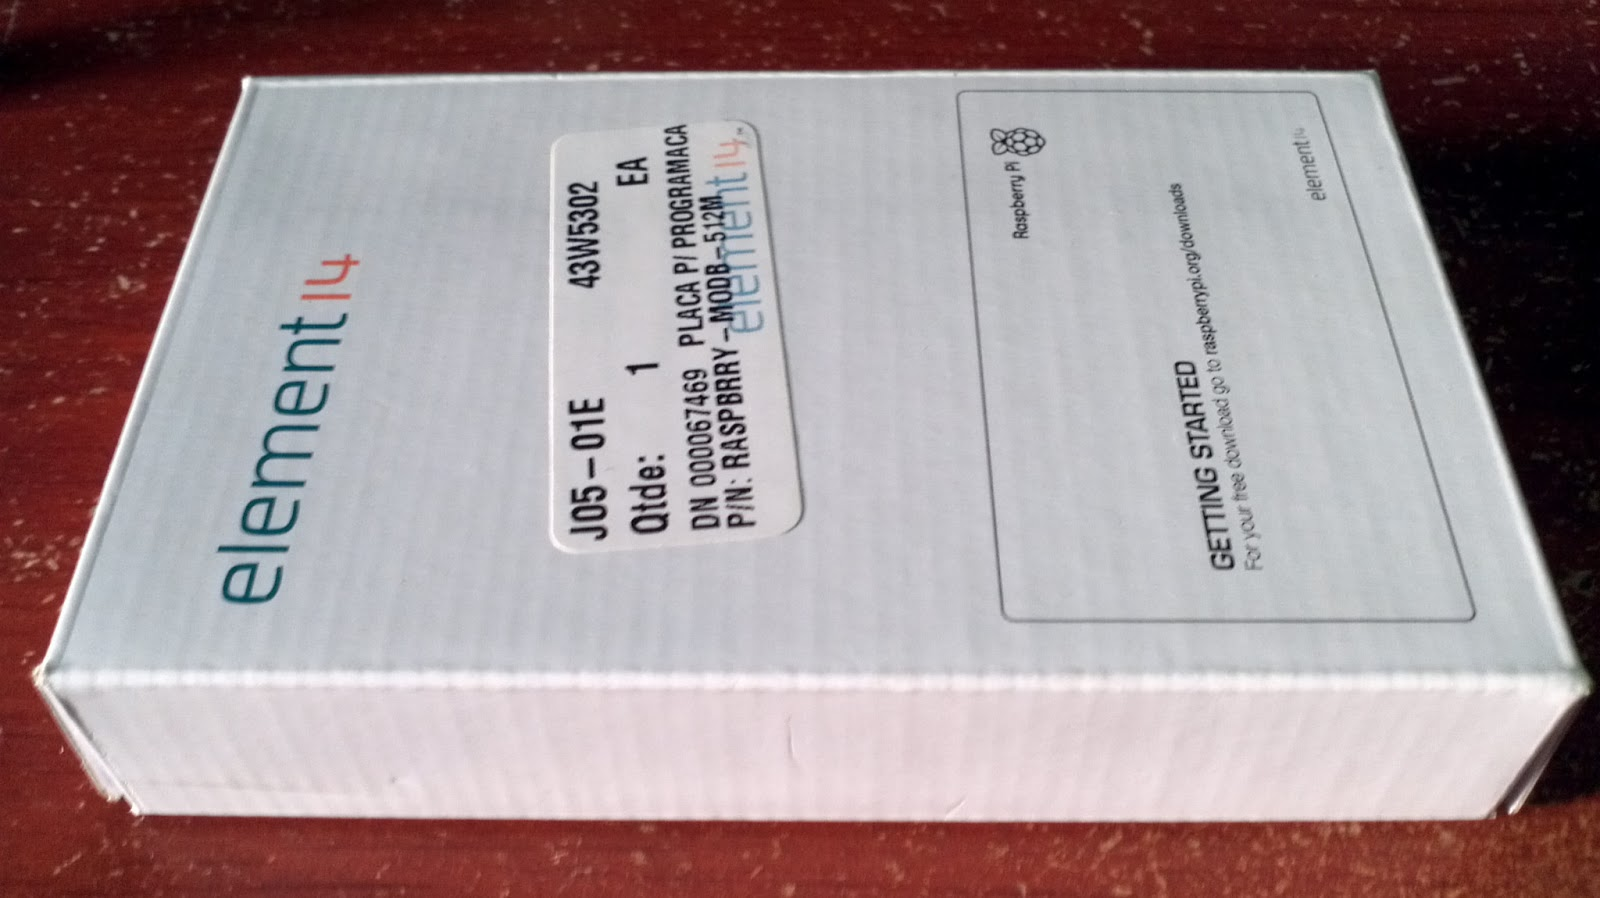 element14
J05-01E 43W5302
Qtde: 1 EA
DN 000067469 PLACA P/ PROGRAMACA
P/N: RASPBRRY-MODB-512M
element14™
Raspberry Pi
GETTING STARTED
For your free download go to raspberrypi.org/downloads
element14